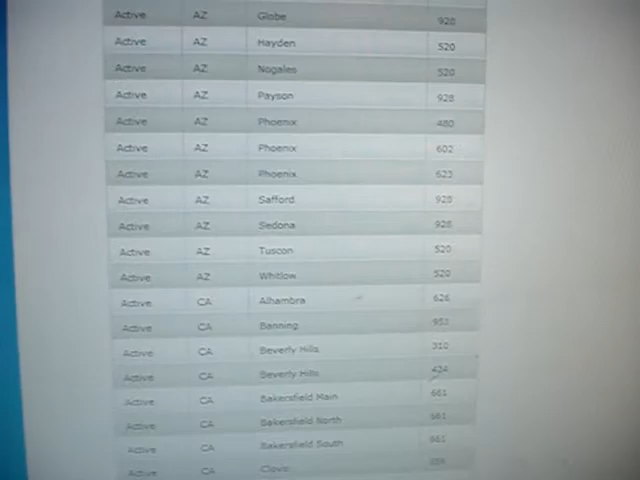 Active AZ Globe 928
Active AZ Hayden 520
Active AZ Nogales 520
Active AZ Payson 928
Active AZ Phoenix 480
Active AZ Phoenix 602
Active AZ Phoenix 623
Active AZ Safford 928
Active AZ Sedona 928
Active AZ Tuscon 520
Active AZ Whitlow 520
Active CA Alhambra 626
Active CA Banning 951
Active CA Beverly Hills 310
Active CA Beverly Hills 424
Active CA Bakersfield Main 661
Active CA Bakersfield North 661
Active CA Bakersfield South 661
Active CA Clovis 559